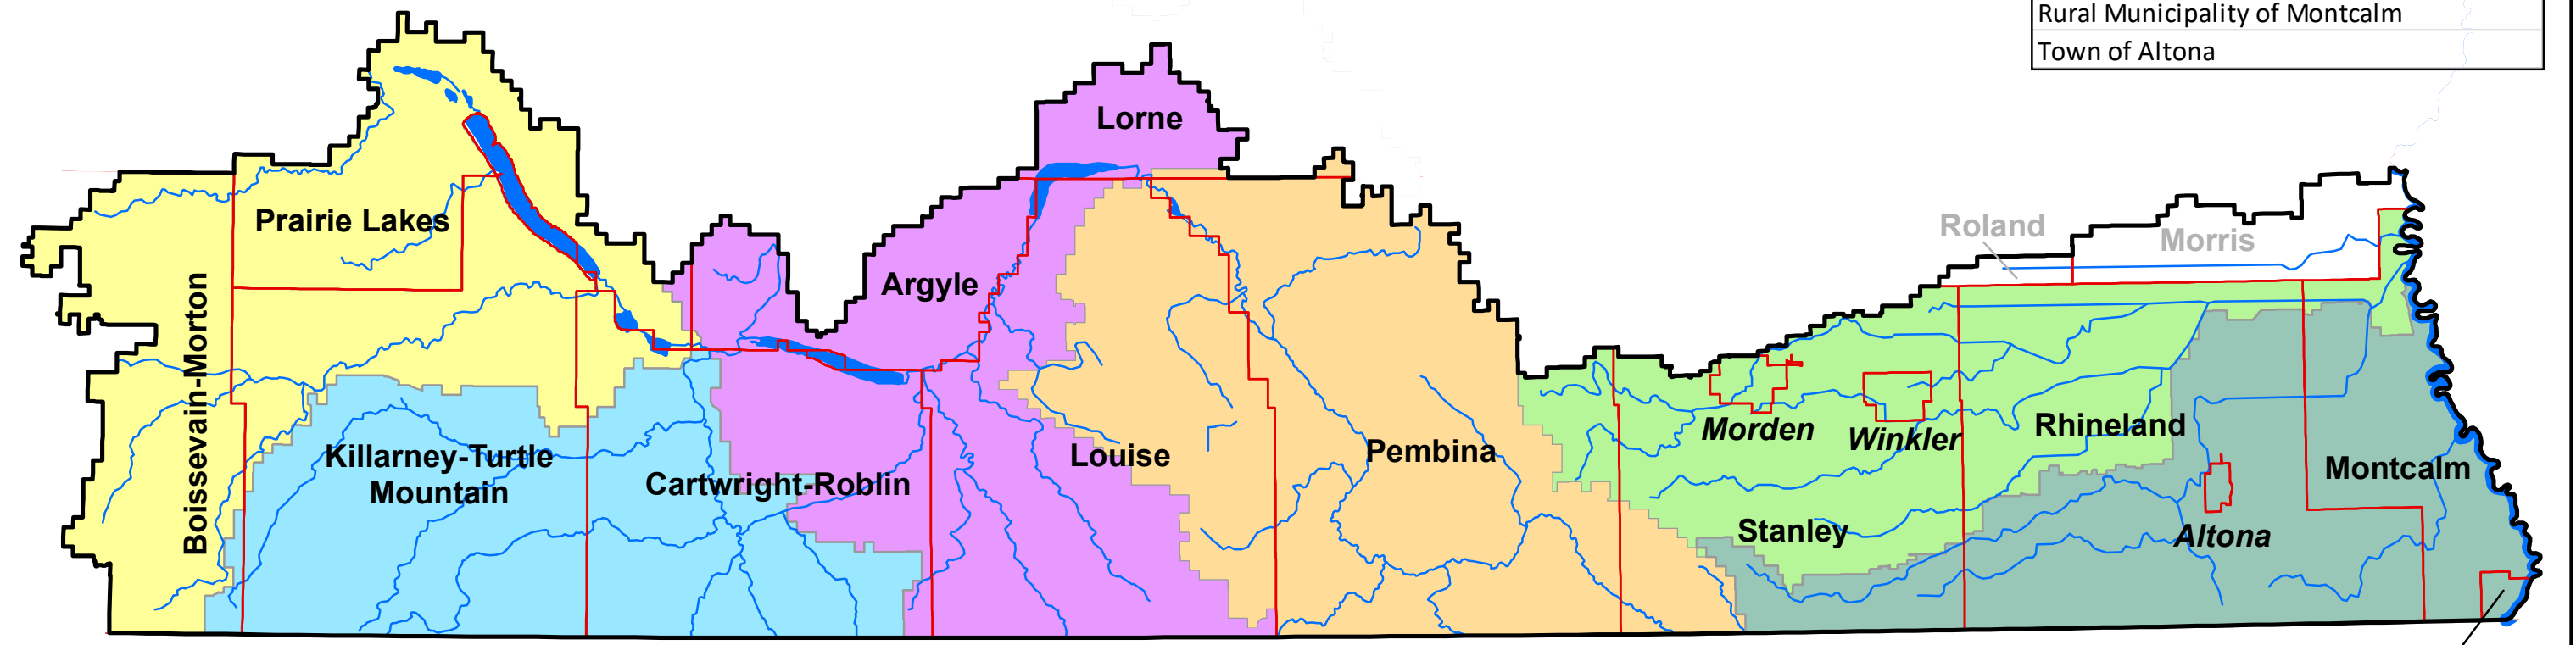 Rural Municipality of Montcalm
Town of Altona
Lorne
Prairie Lakes
Roland
Morris
Argyle
Boissevain-Morton
Rhineland
Morden
Winkler
Killarney-Turtle
Mountain
Louise
Pembina
Montcalm
Cartwright-Roblin
Stanley
Altona